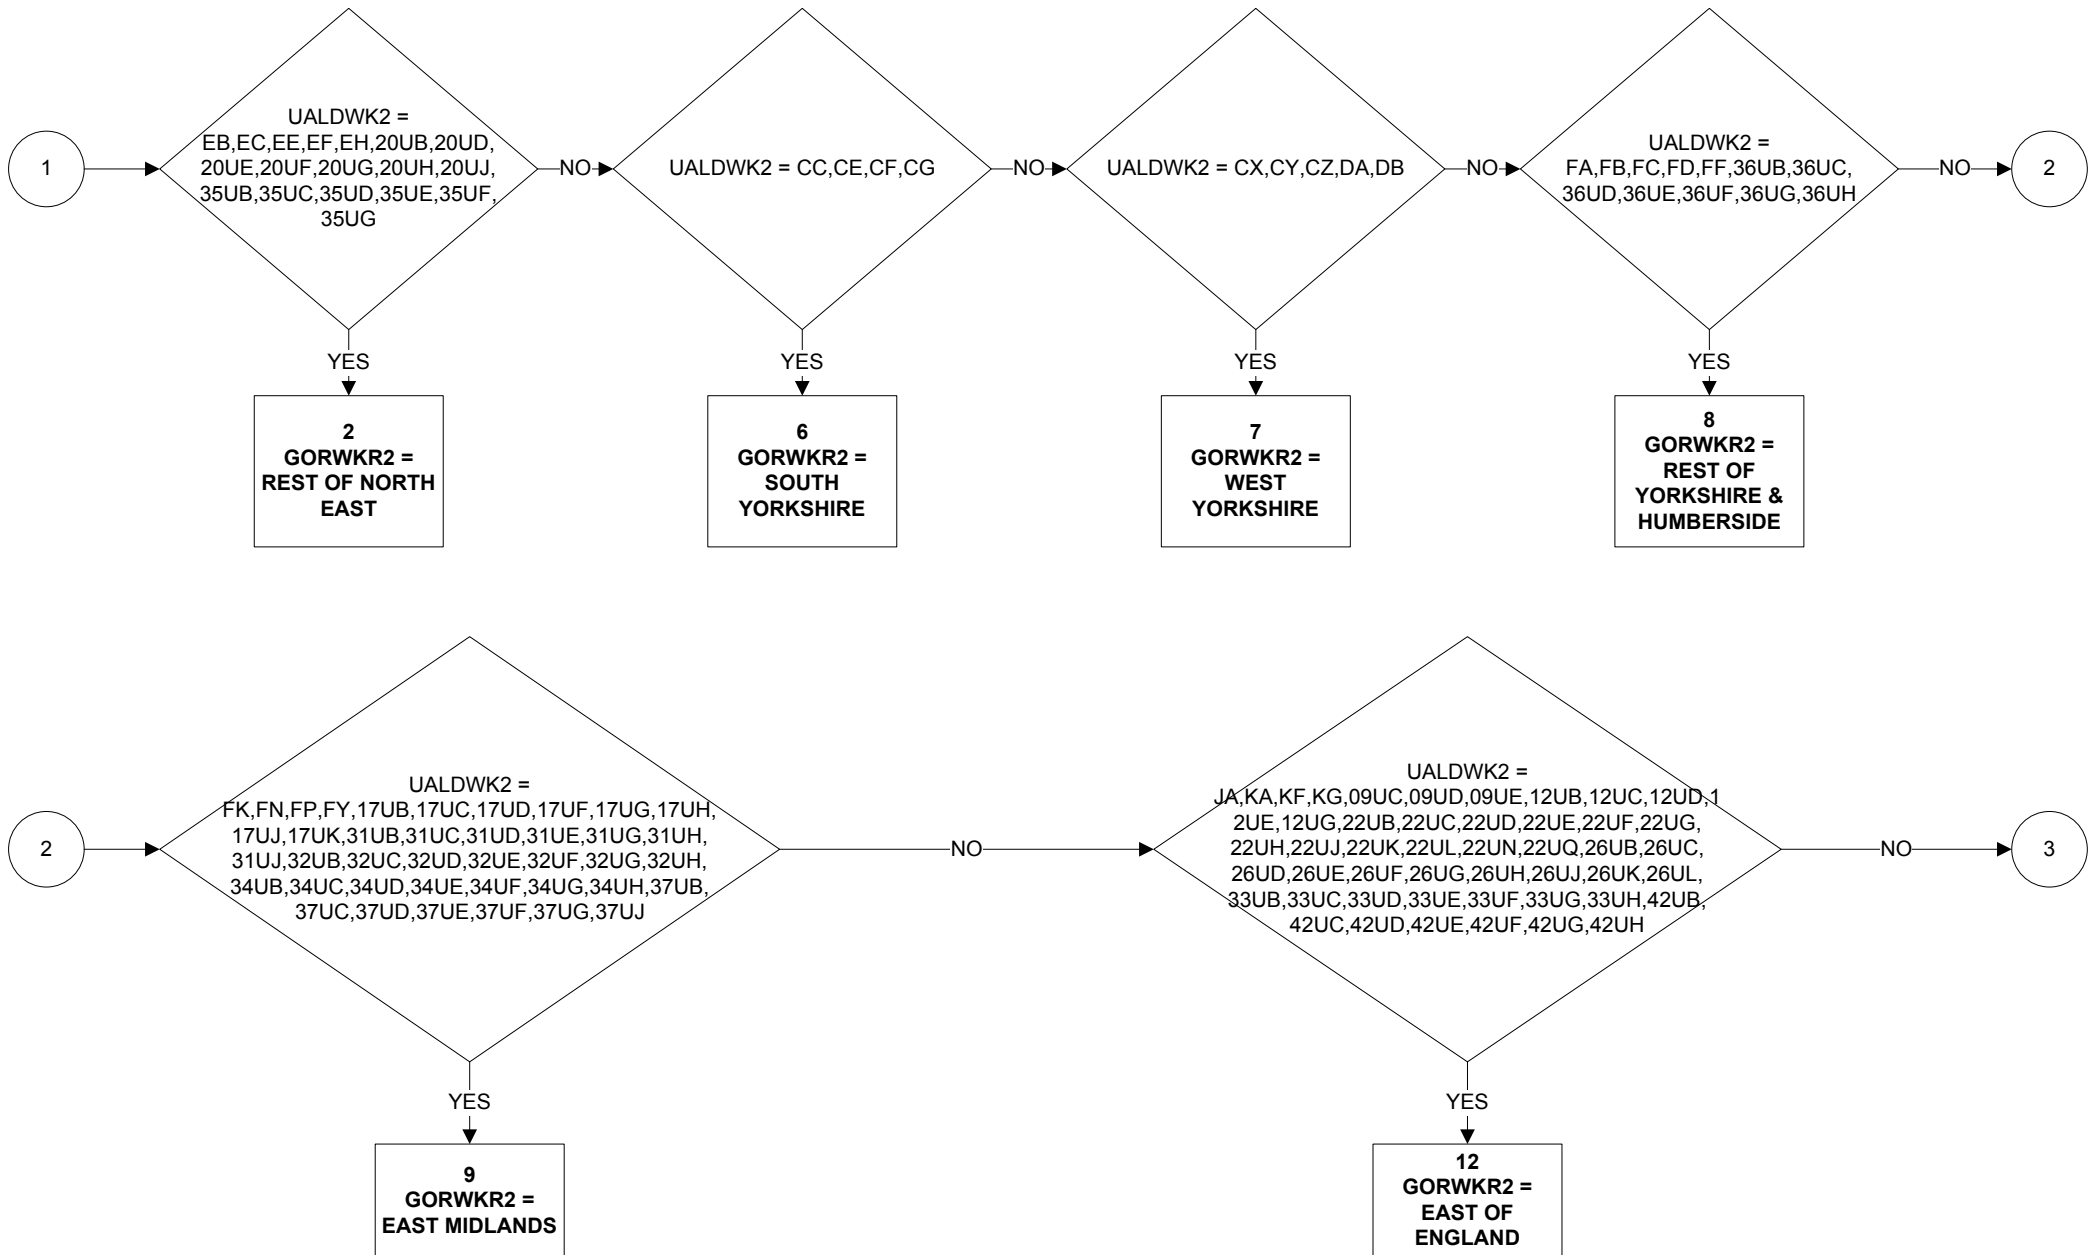 1
UALDWK2 =
EB,EC,EE,EF,EH,20UB,20UD,
20UE,20UF,20UG,20UH,20UJ,
35UB,35UC,35UD,35UE,35UF,
35UG
NO
UALDWK2 = CC,CE,CF,CG
NO
UALDWK2 = CX,CY,CZ,DA,DB
NO
UALDWK2 =
FA,FB,FC,FD,FF,36UB,36UC,
36UD,36UE,36UF,36UG,36UH
NO
2
YES
YES
YES
YES
2
GORWKR2 =
REST OF NORTH
EAST
6
GORWKR2 =
SOUTH
YORKSHIRE
7
GORWKR2 =
WEST
YORKSHIRE
8
GORWKR2 =
REST OF
YORKSHIRE &
HUMBERSIDE
2
UALDWK2 =
FK,FN,FP,FY,17UB,17UC,17UD,17UF,17UG,17UH,
17UJ,17UK,31UB,31UC,31UD,31UE,31UG,31UH,
31UJ,32UB,32UC,32UD,32UE,32UF,32UG,32UH,
34UB,34UC,34UD,34UE,34UF,34UG,34UH,37UB,
37UC,37UD,37UE,37UF,37UG,37UJ
NO
UALDWK2 =
JA,KA,KF,KG,09UC,09UD,09UE,12UB,12UC,12UD,1
2UE,12UG,22UB,22UC,22UD,22UE,22UF,22UG,
22UH,22UJ,22UK,22UL,22UN,22UQ,26UB,26UC,
26UD,26UE,26UF,26UG,26UH,26UJ,26UK,26UL,
33UB,33UC,33UD,33UE,33UF,33UG,33UH,42UB,
42UC,42UD,42UE,42UF,42UG,42UH
NO
3
YES
YES
9
GORWKR2 =
EAST MIDLANDS
12
GORWKR2 =
EAST OF
ENGLAND